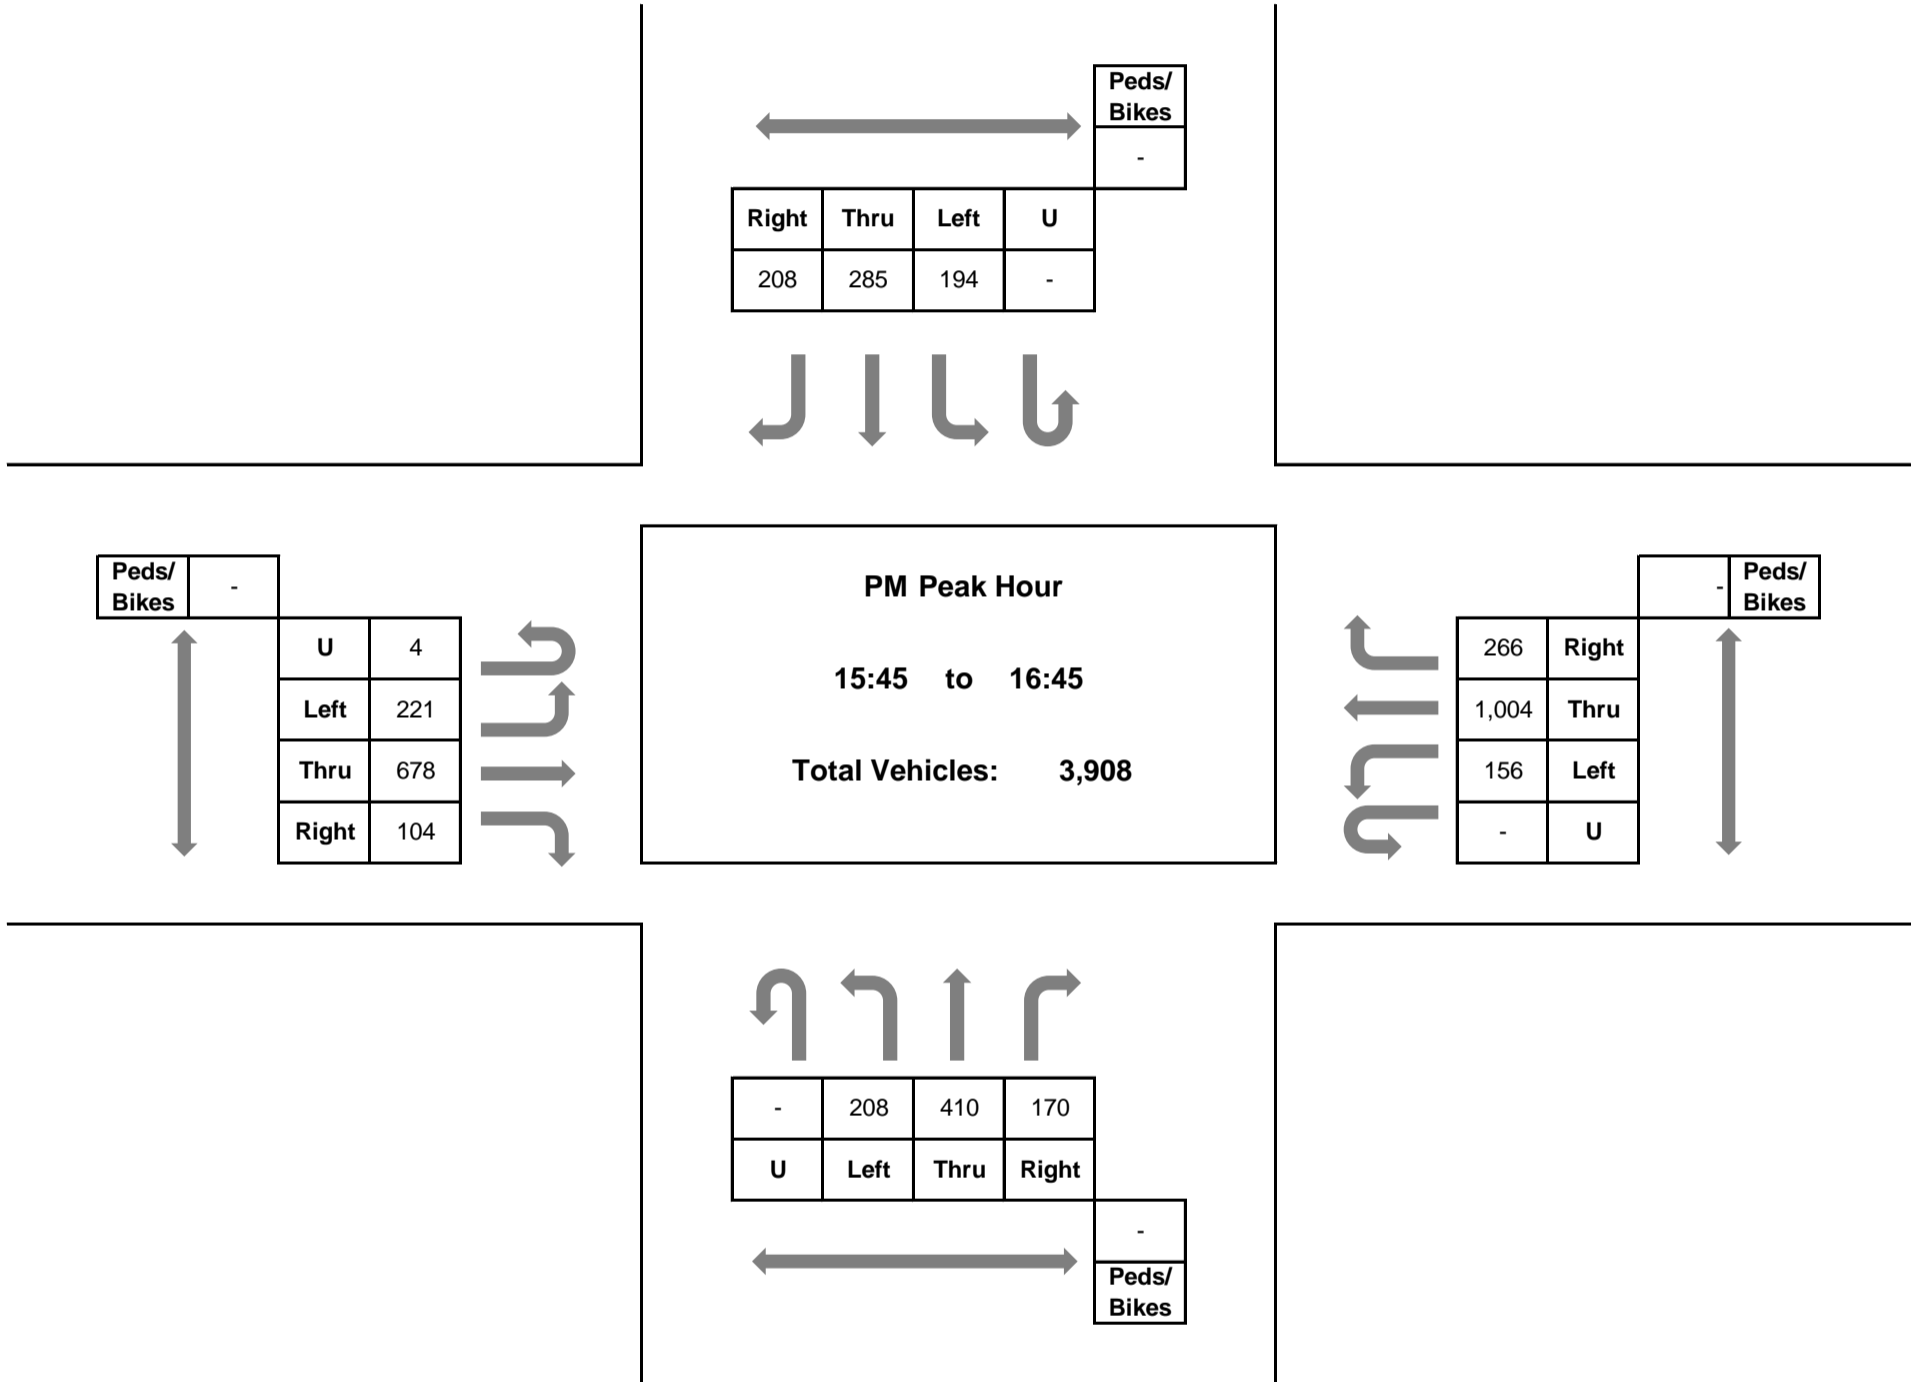 Peds/
Bikes
-
Right Thru Left U
208 285 194 -
Peds/
Bikes
-
U 4
Left 221
Thru 678
Right 104
PM Peak Hour
15:45 to 16:45
Total Vehicles: 3,908
-
Peds/
Bikes
266 Right
1,004 Thru
156 Left
- U
- 208 410 170
U Left Thru Right
-
Peds/
Bikes